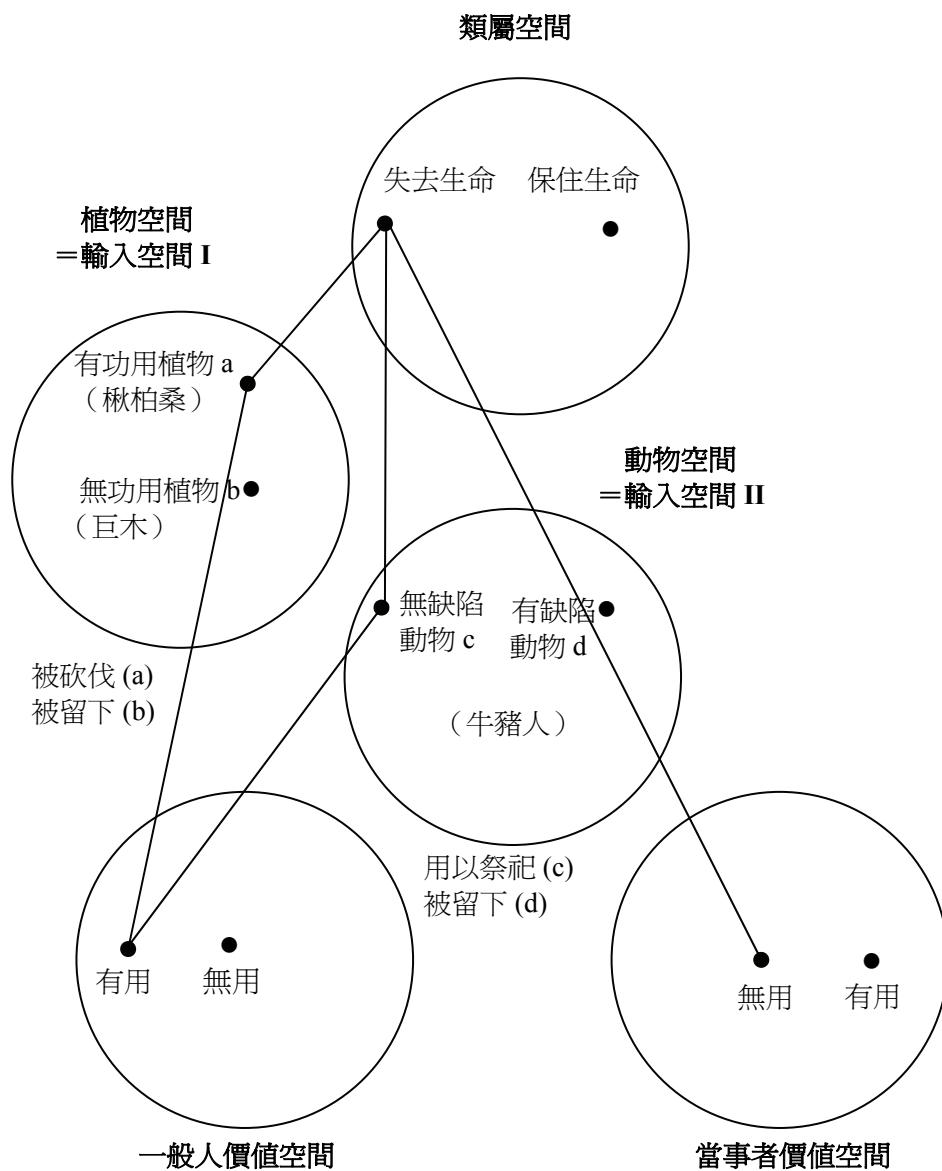 類屬空間
失去生命 保住生命
植物空間
＝輸入空間 I
有功用植物 a
（楸柏桑）
無功用植物 b
（巨木）
動物空間
＝輸入空間 II
無缺陷
動物 c
有缺陷
動物 d
（牛豬人）
被砍伐 (a)
被留下 (b)
用以祭祀 (c)
被留下 (d)
有用 無用
無用 有用
一般人價值空間
當事者價值空間